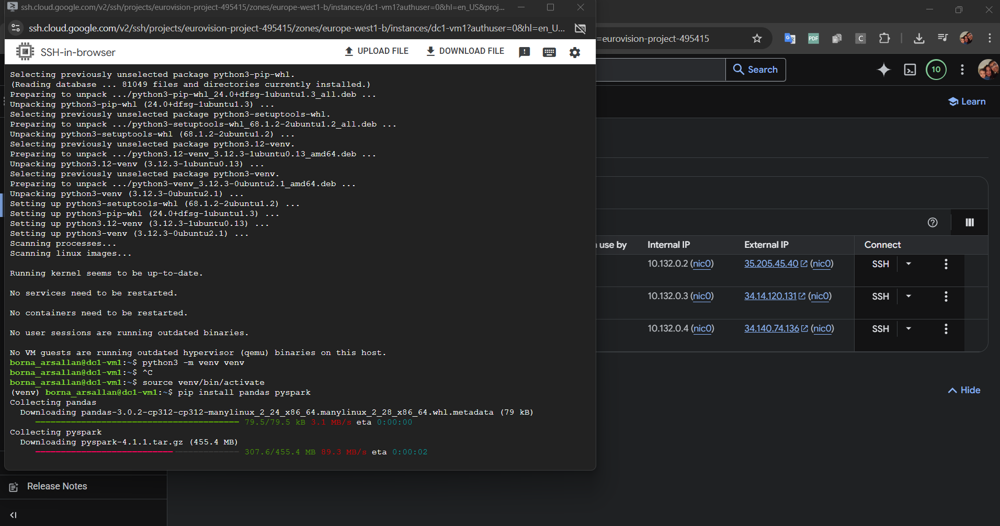 ssh.cloud.google.com/v2/ssh/projects/eurovision-project-495415/zones/europe-west1-b/instances/dc1-vm1?authuser=0&hl=en_US&proj...
ssh.cloud.google.com/v2/ssh/projects/eurovision-project-495415/zones/europe-west1-b/instances/dc1-vm1?authuser=0&hl=en_U...
=eurovision-project-495415
PDF
C
SSH-in-browser
UPLOAD FILE
DOWNLOAD FILE
Search
10
Learn
Selecting previously unselected package python3-pip-whl.
(Reading database ... 81049 files and directories currently installed.)
Preparing to unpack .../python3-pip-whl_24.0+dfsg-1ubuntu1.3_all.deb ...
Unpacking python3-pip-whl (24.0+dfsg-1ubuntu1.3) ...
Selecting previously unselected package python3-setuptools-whl.
Preparing to unpack .../python3-setuptools-whl_68.1.2-2ubuntu1.2_all.deb ...
Unpacking python3-setuptools-whl (68.1.2-2ubuntu1.2) ...
Selecting previously unselected package python3.12-venv.
Preparing to unpack .../python3.12-venv_3.12.3-1ubuntu0.13_amd64.deb ...
Unpacking python3.12-venv (3.12.3-1ubuntu0.13) ...
Selecting previously unselected package python3-venv.
Preparing to unpack .../python3-venv_3.12.3-0ubuntu2.1_amd64.deb ...
Unpacking python3-venv (3.12.3-0ubuntu2.1) ...
Setting up python3-setuptools-whl (68.1.2-2ubuntu1.2) ...
Setting up python3-pip-whl (24.0+dfsg-1ubuntu1.3) ...
Setting up python3.12-venv (3.12.3-1ubuntu0.13) ...
Setting up python3-venv (3.12.3-0ubuntu2.1) ...
Scanning processes...
Scanning linux images...
Running kernel seems to be up-to-date.
No services need to be restarted.
No containers need to be restarted.
No user sessions are running outdated binaries.
No VM guests are running outdated hypervisor (qemu) binaries on this host.
borna_arsallan@dc1-vm1:~$ python3 -m venv venv
borna_arsallan@dc1-vm1:~$ ^C
borna_arsallan@dc1-vm1:~$ source venv/bin/activate
(venv) borna_arsallan@dc1-vm1:~$ pip install pandas pyspark
Collecting pandas
Downloading pandas-3.0.2-cp312-cp312-manylinux_2_24_x86_64.manylinux_2_28_x86_64.whl.metadata (79 kB)
79.5/79.5 kB 3.1 MB/s eta 0:00:00
Collecting pyspark
Downloading pyspark-4.1.1.tar.gz (455.4 MB)
307.6/455.4 MB 89.3 MB/s eta 0:00:02
use by Internal IP External IP Connect
10.132.0.2 (nic0) 35.205.45.40 (nic0) SSH
10.132.0.3 (nic0) 34.14.120.131 (nic0) SSH
10.132.0.4 (nic0) 34.140.74.136 (nic0) SSH
Hide
Release Notes